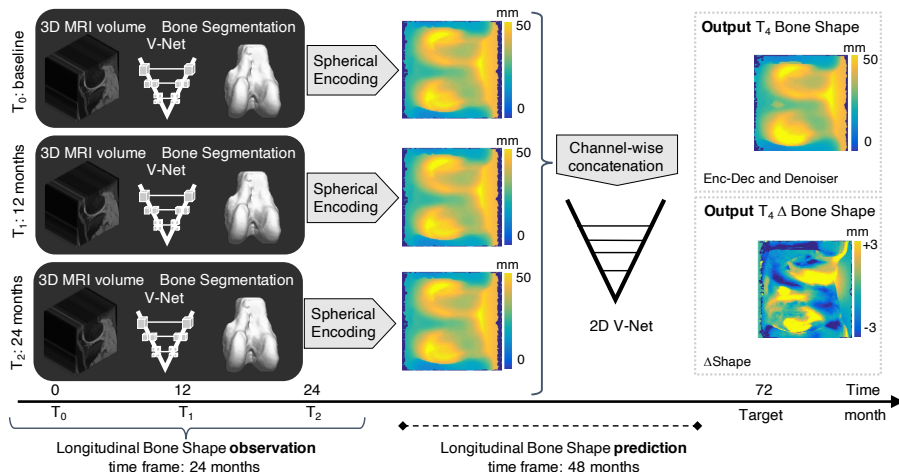 T0: baseline
3D MRI volume
Bone Segmentation
V-Net
Spherical
Encoding
mm
50
0
T1: 12 months
3D MRI volume
Bone Segmentation
V-Net
Spherical
Encoding
50
0
T2: 24 months
3D MRI volume
Bone Segmentation
V-Net
Spherical
Encoding
50
0
Channel-wise
concatenation
2D V-Net
Output T4 Bone Shape
mm
50
0
Enc-Dec and Denoiser
Output T4 Δ Bone Shape
mm
+3
-3
ΔShape
0
12
24
72
Time
T0
T1
T2
Target
month
Longitudinal Bone Shape observation
time frame: 24 months
Longitudinal Bone Shape prediction
time frame: 48 months